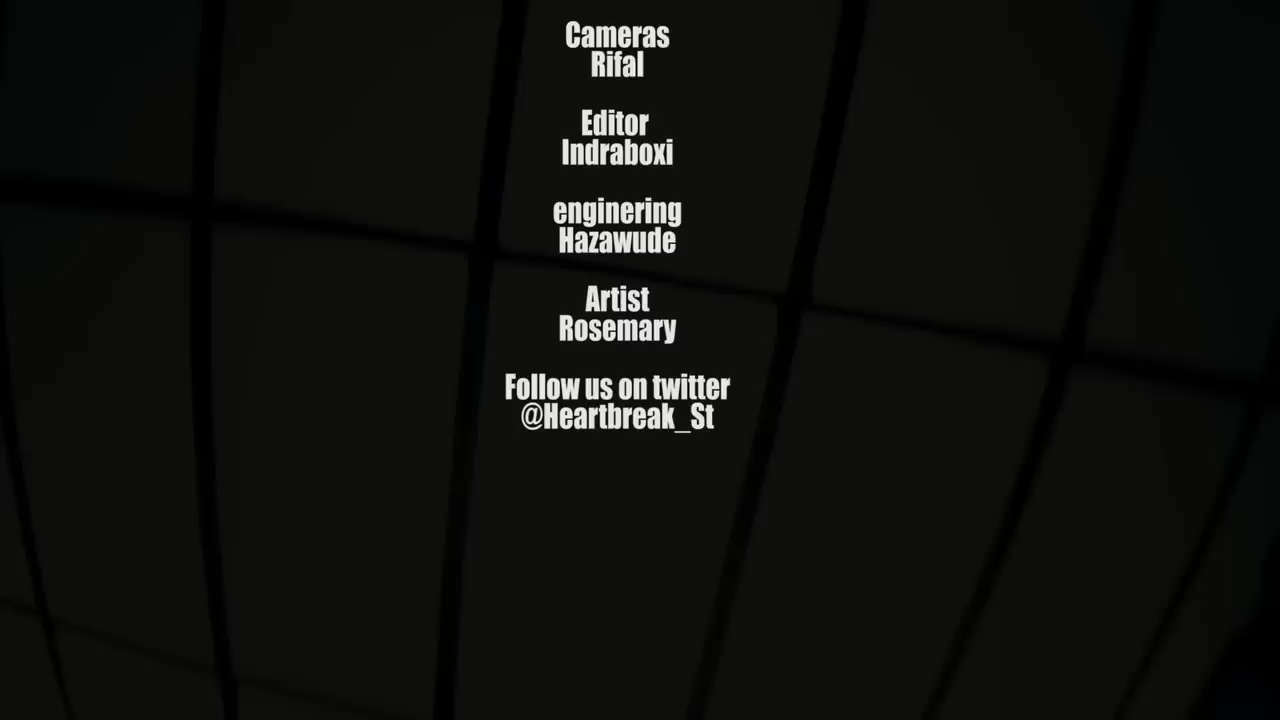 Cameras
Rifal
Editor
Indraboxi
enginering
Hazawude
Artist
Rosemary
Follow us on twitter
@Heartbreak_St